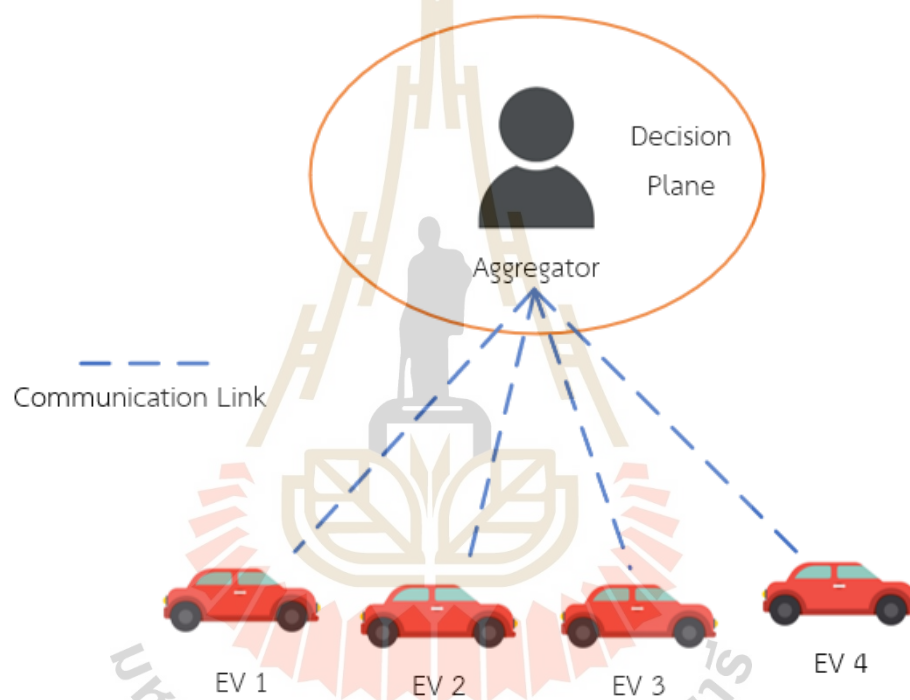 Decision
Plane
Aggregator
Communication Link
EV 1
EV 2
EV 3
EV 4